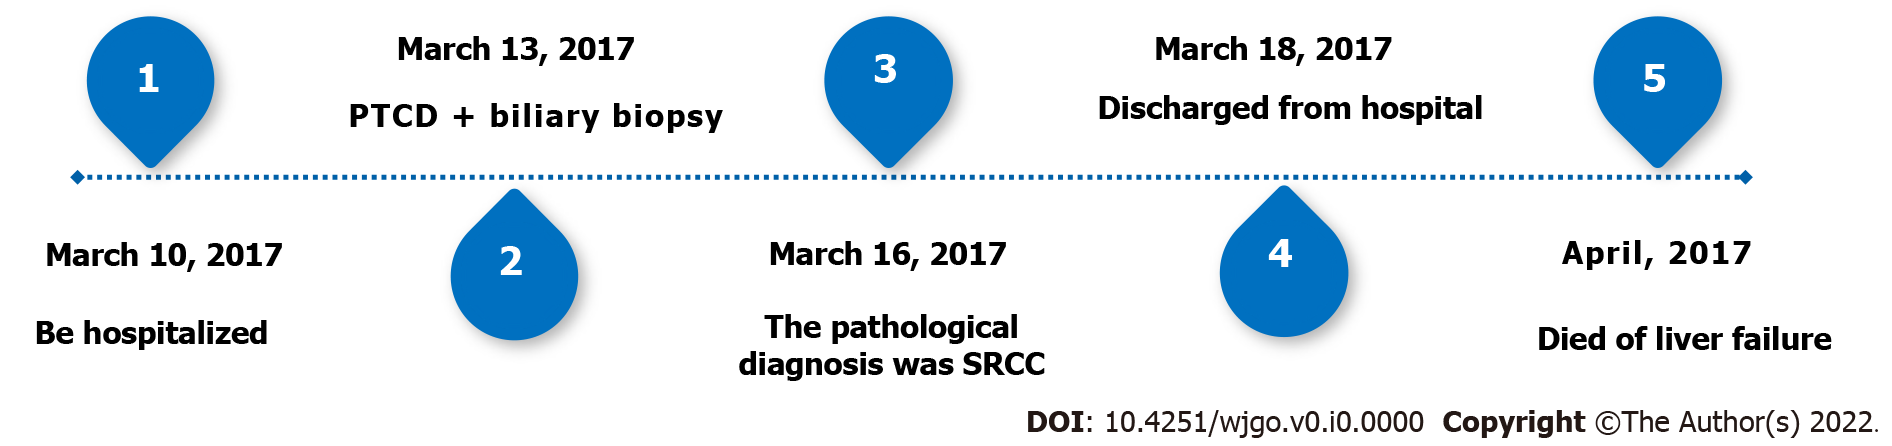 1
March 10, 2017
Be hospitalized
March 13, 2017
PTCD + biliary biopsy
2
3
March 16, 2017
The pathological
diagnosis was SRCC
March 18, 2017
Discharged from hospital
4
5
April, 2017
Died of liver failure
DOI: 10.4251/wjgo.v0.i0.0000 Copyright ©The Author(s) 2022.